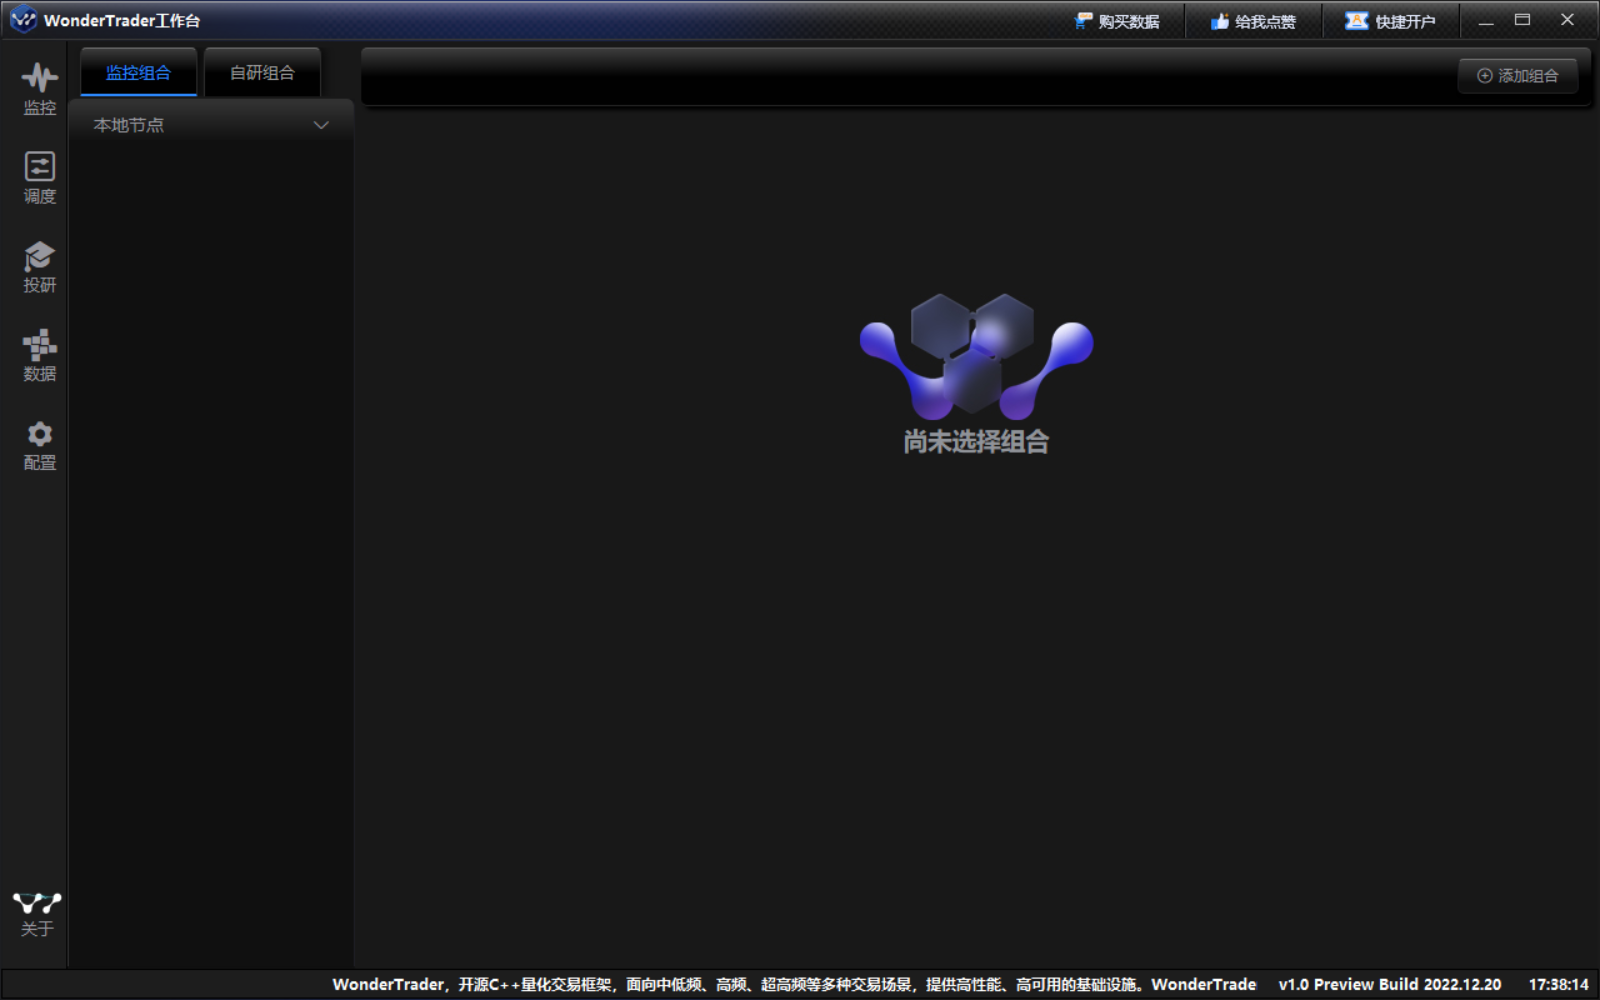 WonderTrader工作台
购买数据
给我点赞
快捷开户
监控
调度
投研
数据
配置
关于
监控组合
自研组合
本地节点
添加组合
尚未选择组合
WonderTrader，开源C++量化交易框架，面向中低频、高频、超高频等多种交易场景，提供高性能、高可用的基础设施。WonderTrade
v1.0 Preview Build 2022.12.20
17:38:14